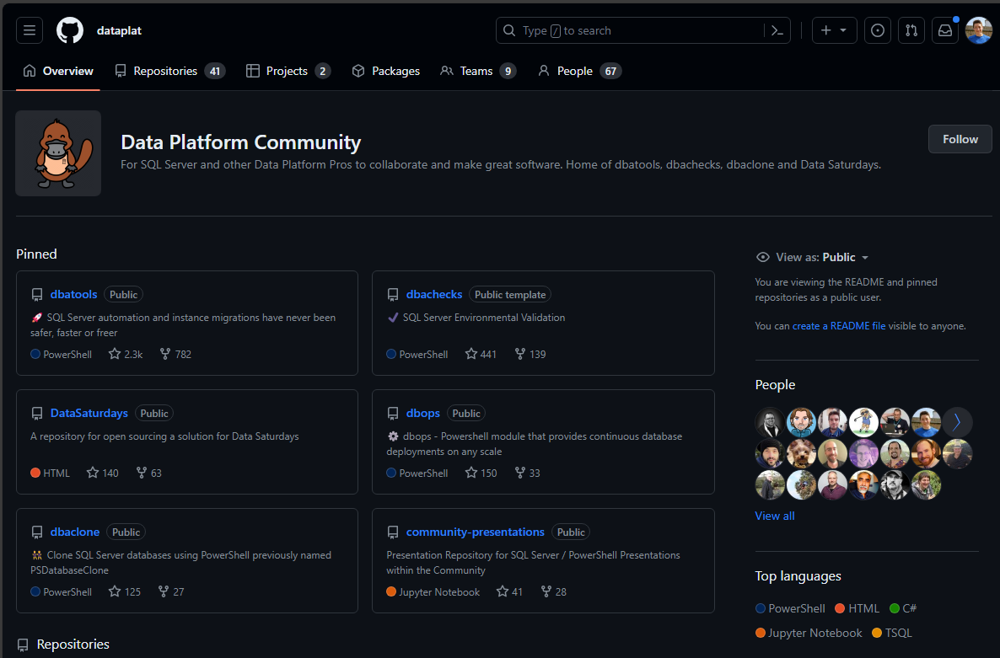 dataplat
Type / to search
Overview
Repositories 41
Projects 2
Packages
Teams 9
People 67
Data Platform Community
For SQL Server and other Data Platform Pros to collaborate and make great software. Home of dbatools, dbachecks, dbaclone and Data Saturdays.
Follow
Pinned
dbatools Public
🚀 SQL Server automation and instance migrations have never been
safer, faster or freer
PowerShell 2.3k 782
dbachecks Public template
✔ SQL Server Environmental Validation
PowerShell 441 139
DataSaturdays Public
A repository for open sourcing a solution for Data Saturdays
HTML 140 63
dbops Public
⚙ dbops - Powershell module that provides continuous database
deployments on any scale
PowerShell 150 33
dbaclone Public
Clone SQL Server databases using PowerShell previously named
PSDatabaseClone
PowerShell 125 27
community-presentations Public
Presentation Repository for SQL Server / PowerShell Presentations
within the Community
Jupyter Notebook 41 28
Repositories
View as: Public
You are viewing the README and pinned
repositories as a public user.
You can create a README file visible to anyone.
People
View all
Top languages
PowerShell HTML C#
Jupyter Notebook TSQL